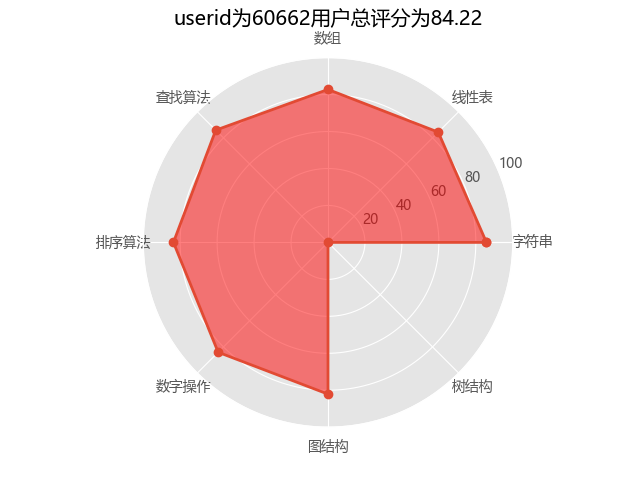 userid为60662用户总评分为84.22
数组
查找算法
线性表
100
80
60
40
20
排序算法
字符串
数字操作
树结构
图结构